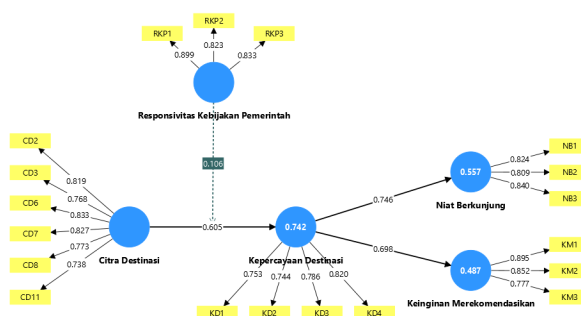 RKP2
RKP1
RKP3
0.823
0.899
0.833
Responsivitas Kebijakan Pemerintah
CD2
CD3
CD6
CD7
CD8
CD11
0.819
0.768
0.833
0.827
0.773
0.738
Citra Destinasi
0.106
0.605
0.742
Kepercayaan Destinasi
0.753
0.744
0.786
0.820
KD1
KD2
KD3
KD4
0.746
0.698
0.557
Niat Berkunjung
0.824
0.809
0.840
NB1
NB2
NB3
0.487
Keinginan Merekomendasikan
0.895
0.852
0.777
KM1
KM2
KM3